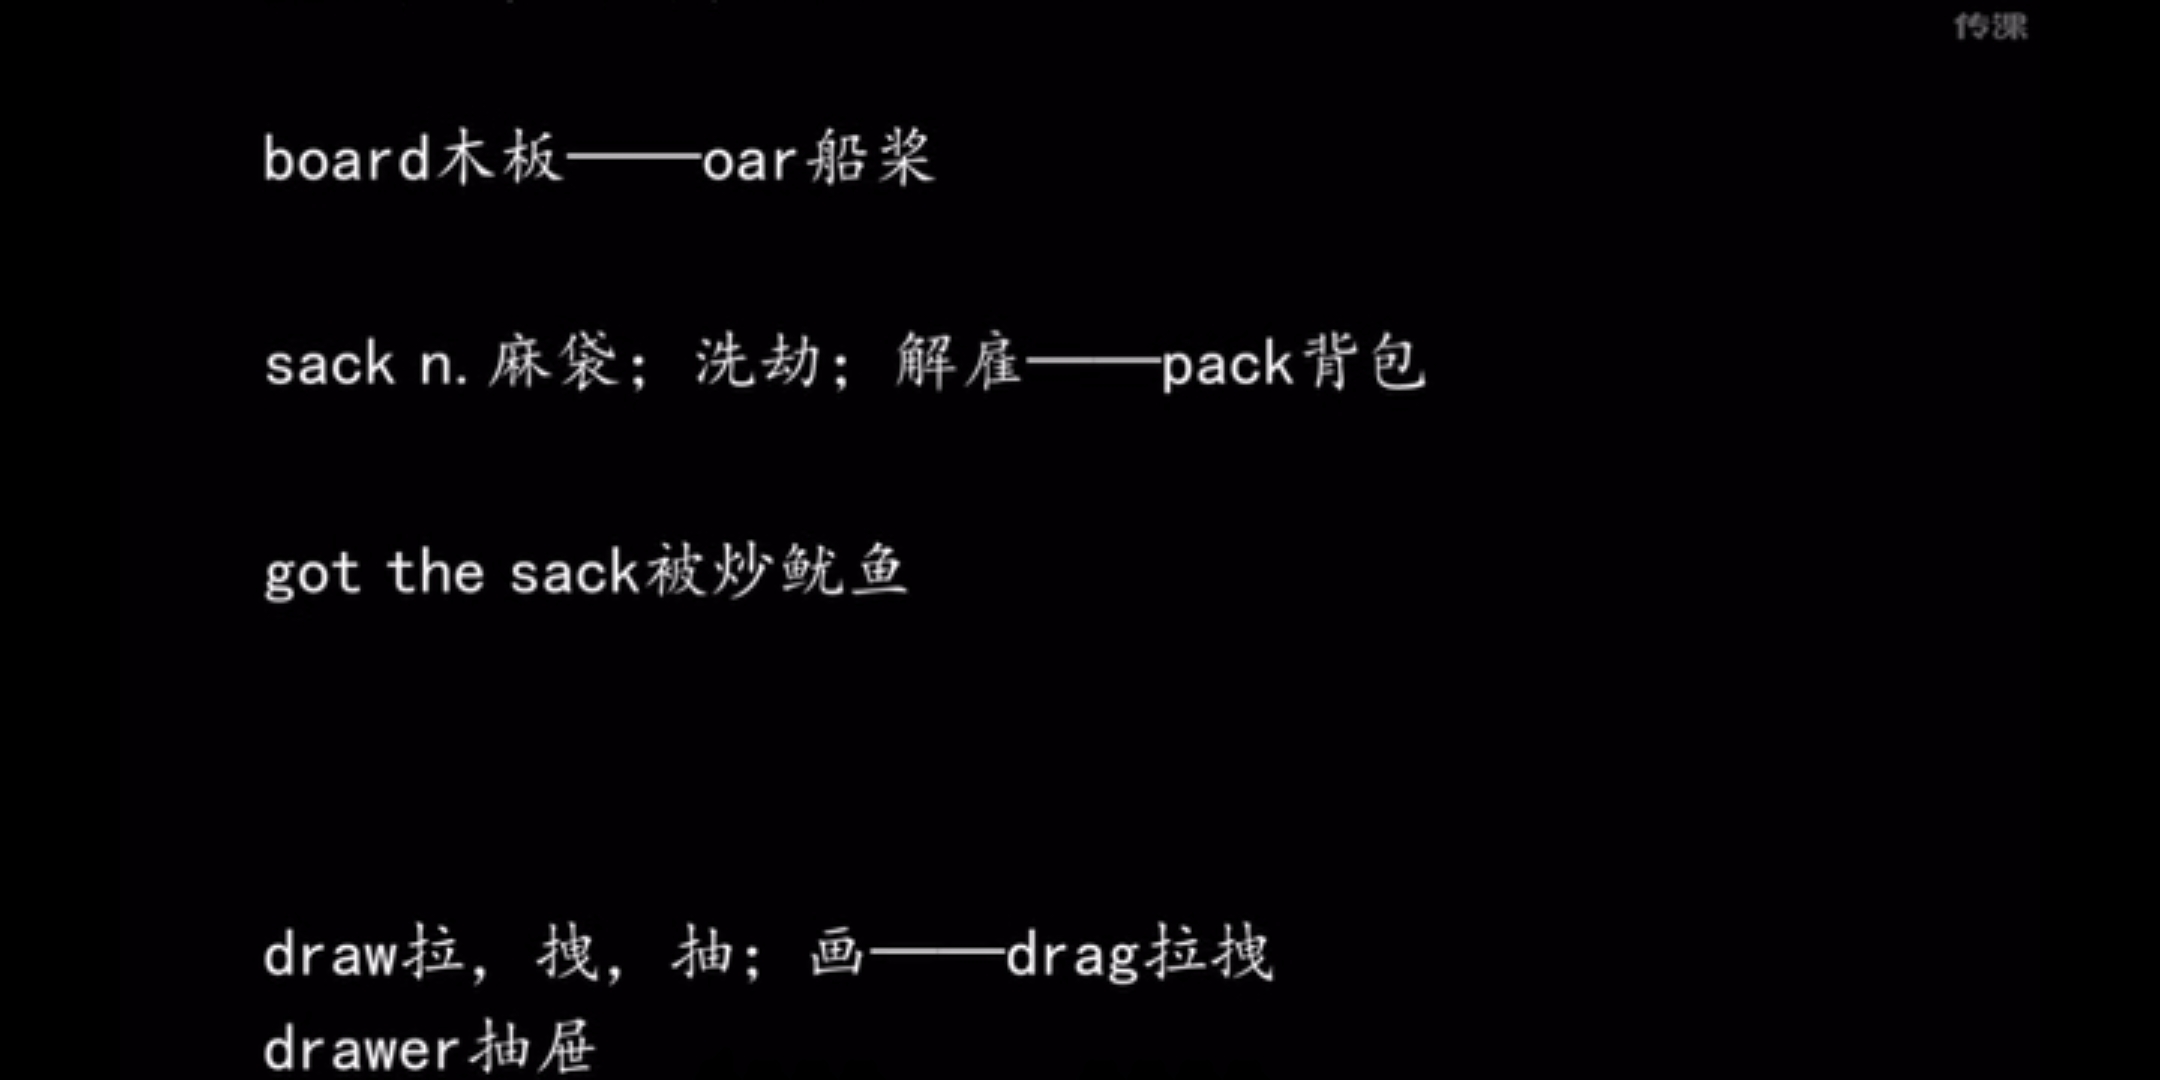 传课
board木板——oar船桨
sack n.麻袋；洗劫；解雇——pack背包
got the sack被炒鱿鱼
draw拉，拽，抽；画——drag拉拽
drawer抽屉